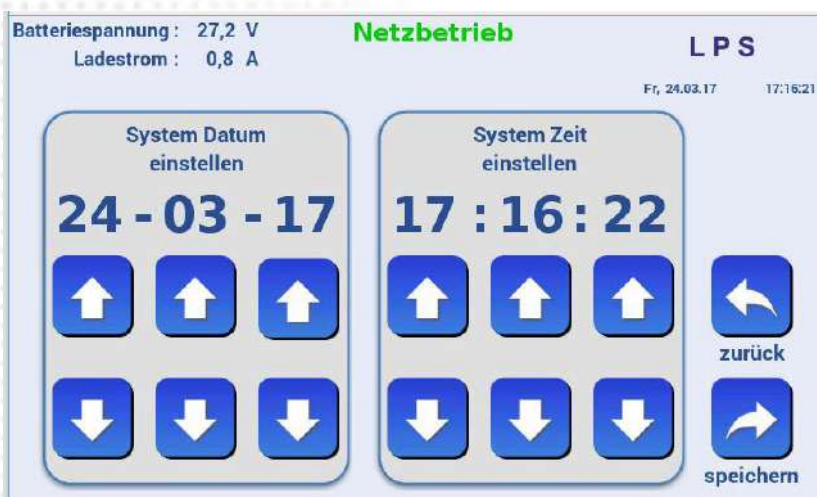 Batteriespannung : 27,2 V
Netzbetrieb
Ladestrom : 0,8 A
LPS
Fr, 24.03.17 17:16:21
System Datum
einstellen
24 - 03 - 17
System Zeit
einstellen
17 : 16 : 22
zurück
speichern